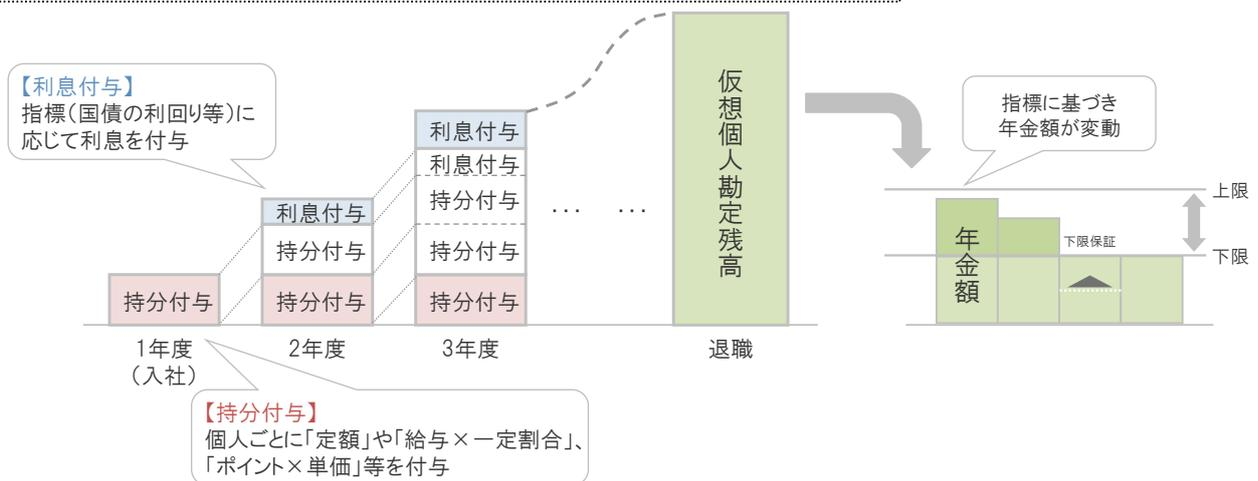 【利息付与】
指標（国債の利回り等）に
応じて利息を付与
持分付与
1年度
（入社）
利息付与
持分付与
持分付与
2年度
利息付与
利息付与
持分付与
持分付与
持分付与
3年度
… …
仮想個人勘定残高
退職
【持分付与】
個人ごとに「定額」や「給与×一定割合」、
「ポイント×単価」等を付与
指標に基づき
年金額が変動
上限
下限保証
下限
年金額